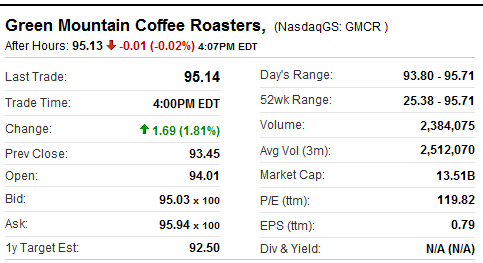 Green Mountain Coffee Roasters, (NasdaqGS: GMCR )
After Hours: 95.13 -0.01 (-0.02%) 4:07PM EDT
Last Trade: 95.14
Trade Time: 4:00PM EDT
Change: 1.69 (1.81%)
Prev Close: 93.45
Open: 94.01
Bid: 95.03 x 100
Ask: 95.94 x 100
1y Target Est: 92.50
Day's Range: 93.80 - 95.71
52wk Range: 25.38 - 95.71
Volume: 2,384,075
Avg Vol (3m): 2,512,070
Market Cap: 13.51B
P/E (ttm): 119.82
EPS (ttm): 0.79
Div & Yield: N/A (N/A)